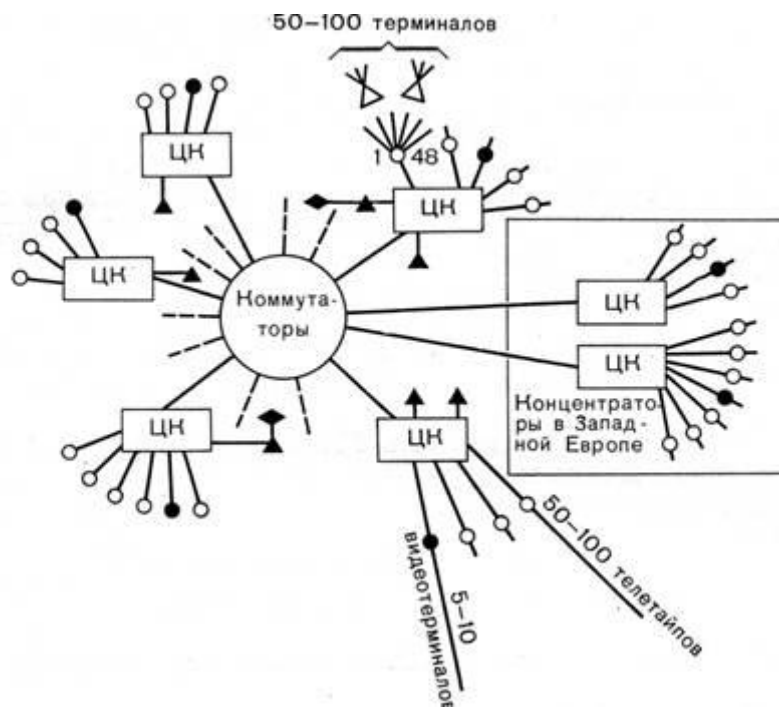 50–100 терминалов
1 48
ЦК
ЦК
ЦК
Коммута-
торы
ЦК
ЦК
ЦК
ЦК
Концентрато-
ры в Запад-
ной Европе
50–100 телетайпов
5–10
видеотерминалов